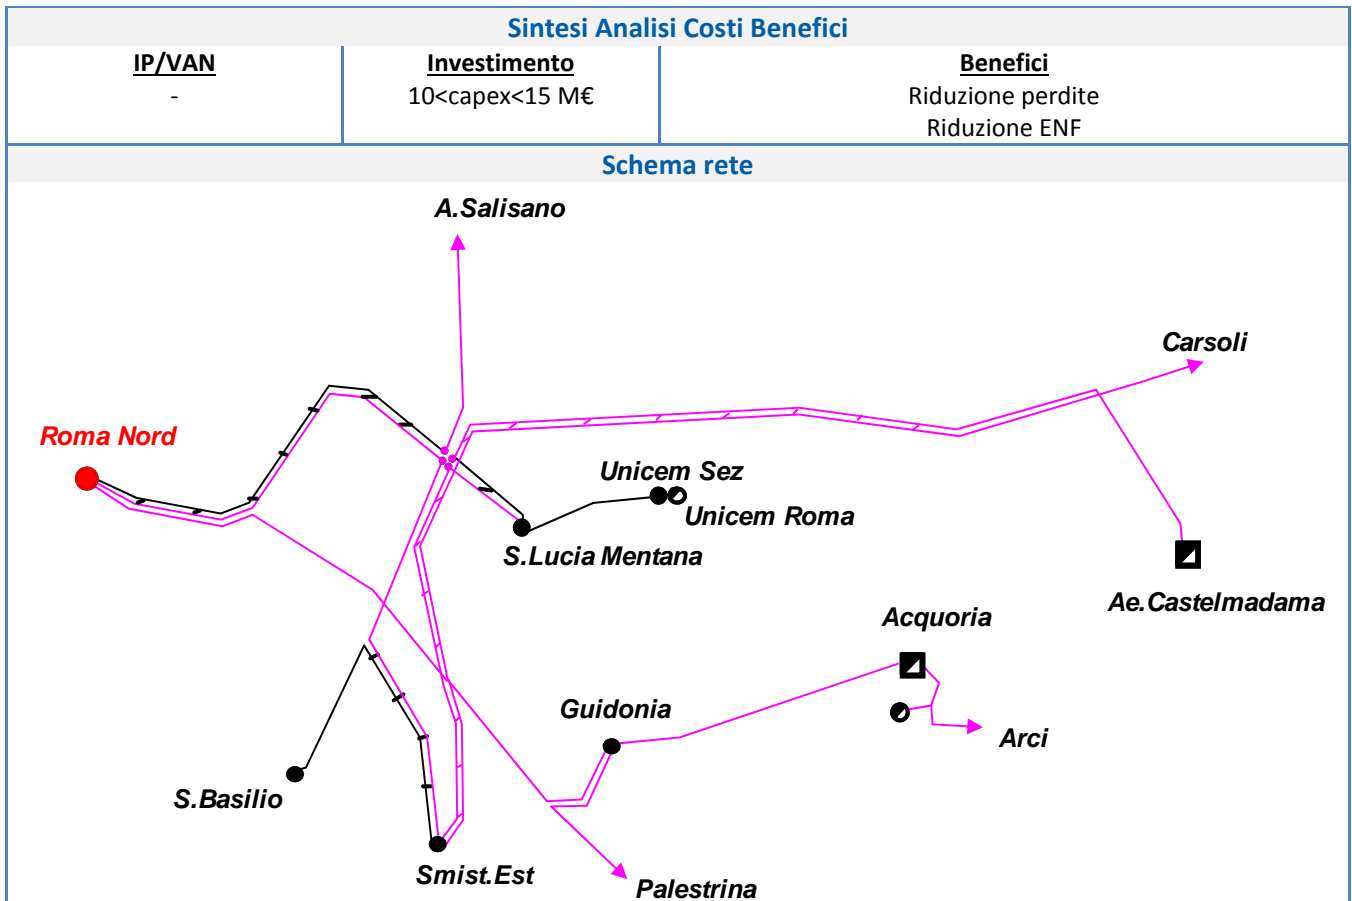 Sintesi Analisi Costi Benefici
IP/VAN
-
Investimento
10<capex<15 M€
Benefici
Riduzione perdite
Riduzione ENF
Schema rete
A.Salisano
Carsoli
Roma Nord
Unicem Sez
Unicem Roma
S.Lucia Mentana
Ae.Castelmadama
Acquoria
Guidonia
Arci
S.Basilio
Smist.Est
Palestrina